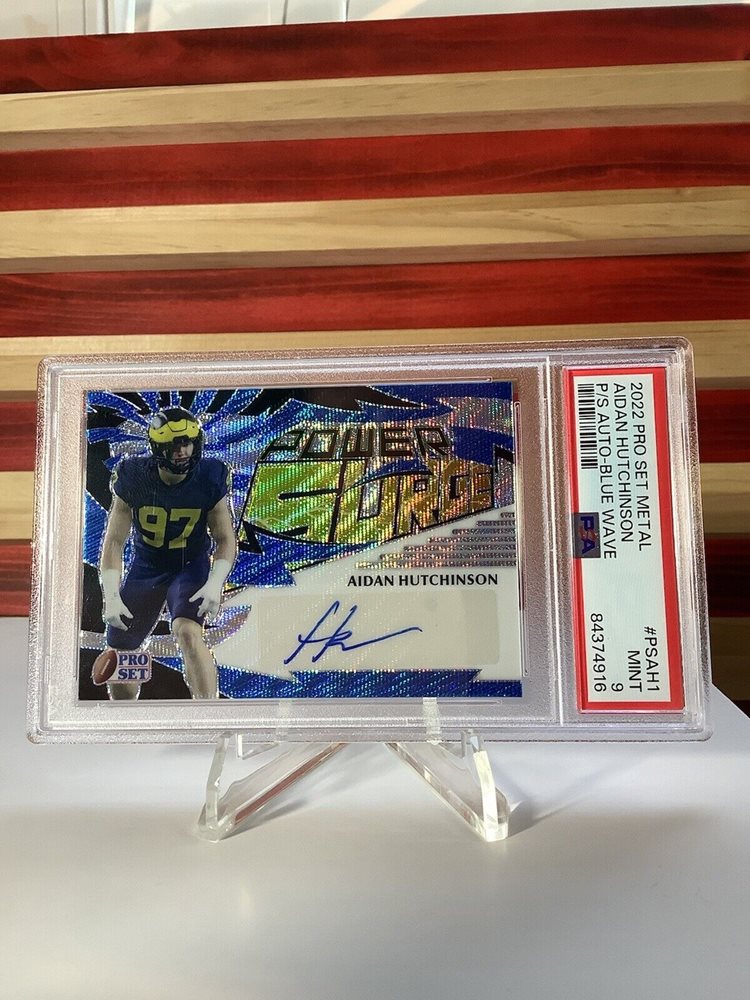 POWER
SURGE
97
AIDAN HUTCHINSON
PRO
SET
2022 PRO SET METAL
AIDAN HUTCHINSON
P/S AUTO-BLUE WAVE
PSA
#PSAH1
MINT
9
84374916